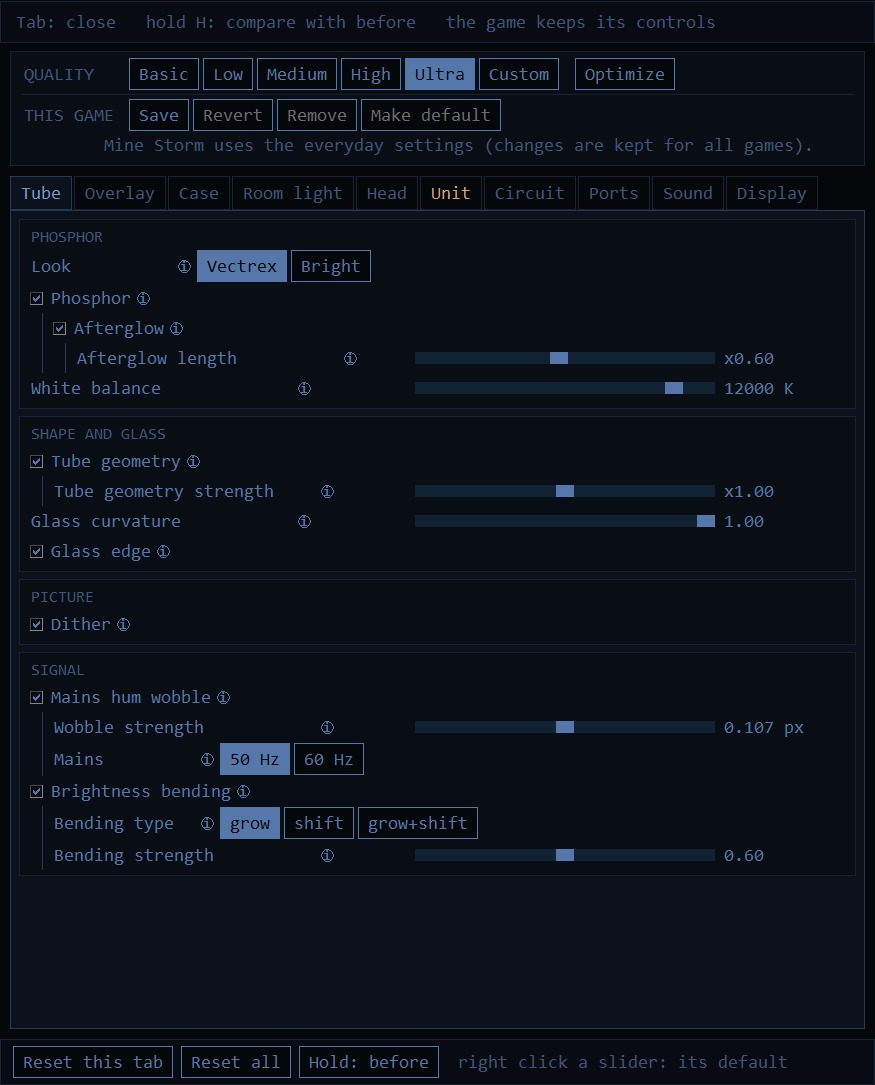 Tab: close   hold H: compare with before   the game keeps its controls
QUALITY   Basic   Low   Medium   High   Ultra   Custom   Optimize
THIS GAME   Save   Revert   Remove   Make default
Mine Storm uses the everyday settings (changes are kept for all games).
Tube   Overlay   Case   Room light   Head   Unit   Circuit   Ports   Sound   Display
PHOSPHOR
Look   ⓘ   Vectrex   Bright
Phosphor ⓘ
Afterglow ⓘ
Afterglow length   ⓘ   x0.60
White balance   ⓘ   12000 K
SHAPE AND GLASS
Tube geometry ⓘ
Tube geometry strength   ⓘ   x1.00
Glass curvature   ⓘ   1.00
Glass edge ⓘ
PICTURE
Dither ⓘ
SIGNAL
Mains hum wobble ⓘ
Wobble strength   ⓘ   0.107 px
Mains   ⓘ   50 Hz   60 Hz
Brightness bending ⓘ
Bending type   ⓘ   grow   shift   grow+shift
Bending strength   ⓘ   0.60
Reset this tab   Reset all   Hold: before   right click a slider: its default